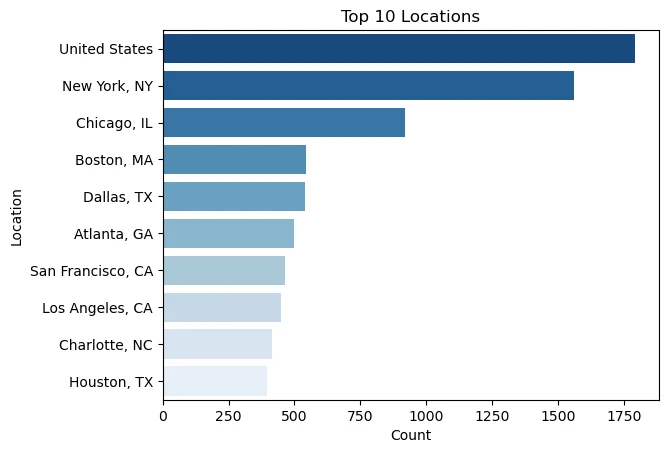 Top 10 Locations
Location
United States
New York, NY
Chicago, IL
Boston, MA
Dallas, TX
Atlanta, GA
San Francisco, CA
Los Angeles, CA
Charlotte, NC
Houston, TX
0 250 500 750 1000 1250 1500 1750
Count